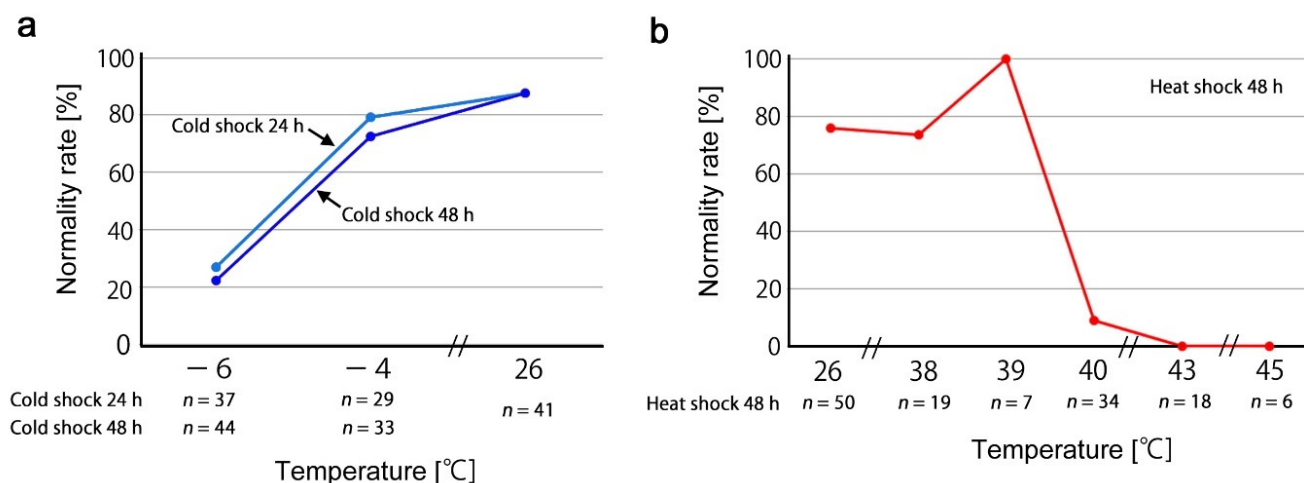 a
100
80
60
40
20
0
Normality rate [%]
Cold shock 24 h
Cold shock 48 h
− 6 − 4 26
Cold shock 24 h n = 37 n = 29 n = 41
Cold shock 48 h n = 44 n = 33
Temperature [℃]
b
100
80
60
40
20
0
Normality rate [%]
Heat shock 48 h
26 38 39 40 43 45
Heat shock 48 h n = 50 n = 19 n = 7 n = 34 n = 18 n = 6
Temperature [℃]